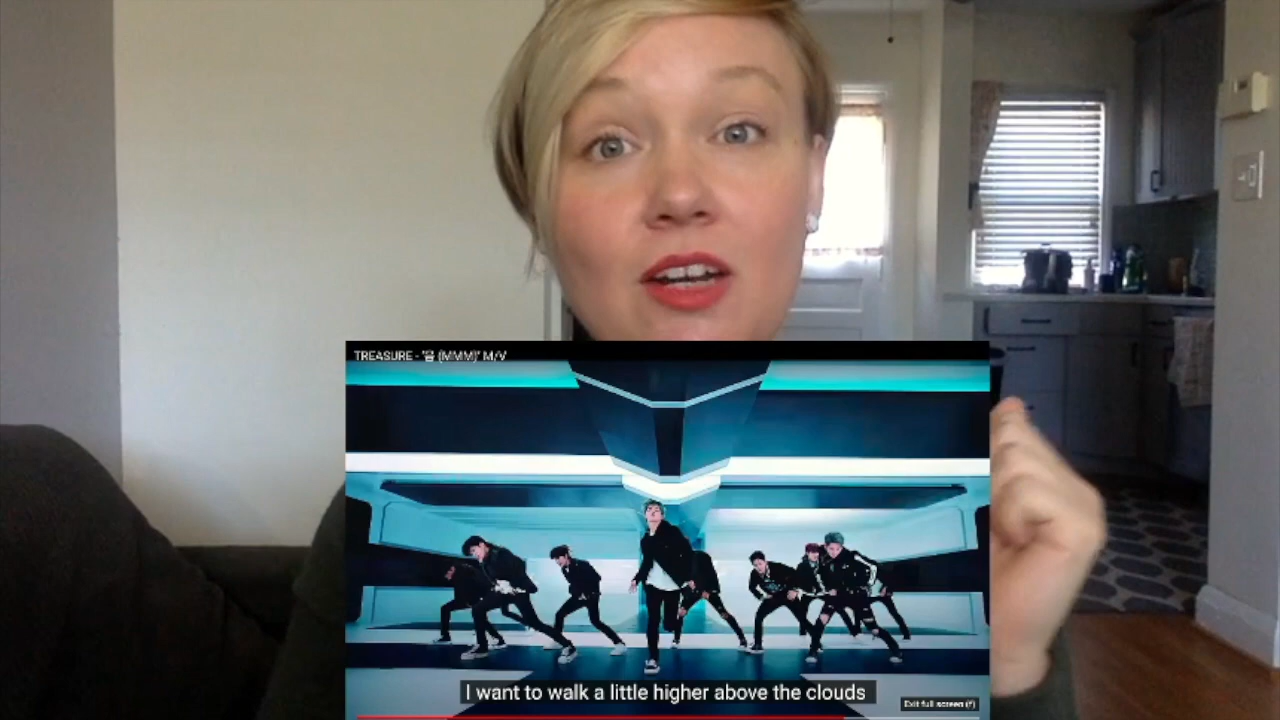 TREASURE - '음 (MMM)' M/V
I want to walk a little higher above the clouds
Exit full screen (f)